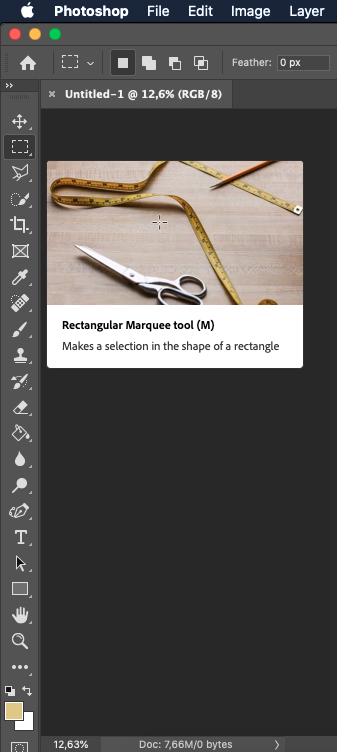 Photoshop File Edit Image Layer
Feather: 0 px
Untitled-1 @ 12,6% (RGB/8)
Rectangular Marquee tool (M)
Makes a selection in the shape of a rectangle
12,63% Doc: 7,66M/0 bytes